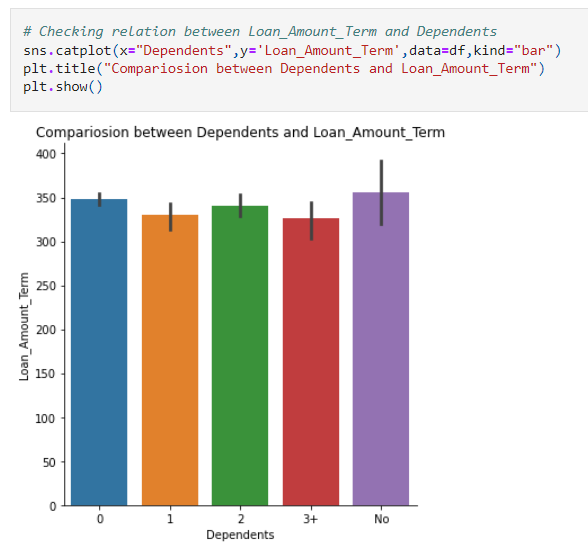 # Checking relation between Loan_Amount_Term and Dependents
sns.catplot(x="Dependents",y='Loan_Amount_Term',data=df,kind="bar")
plt.title("Compariosion between Dependents and Loan_Amount_Term")
plt.show()
Compariosion between Dependents and Loan_Amount_Term
400
350
300
250
200
150
100
50
0
Loan_Amount_Term
0 1 2 3+ No
Dependents